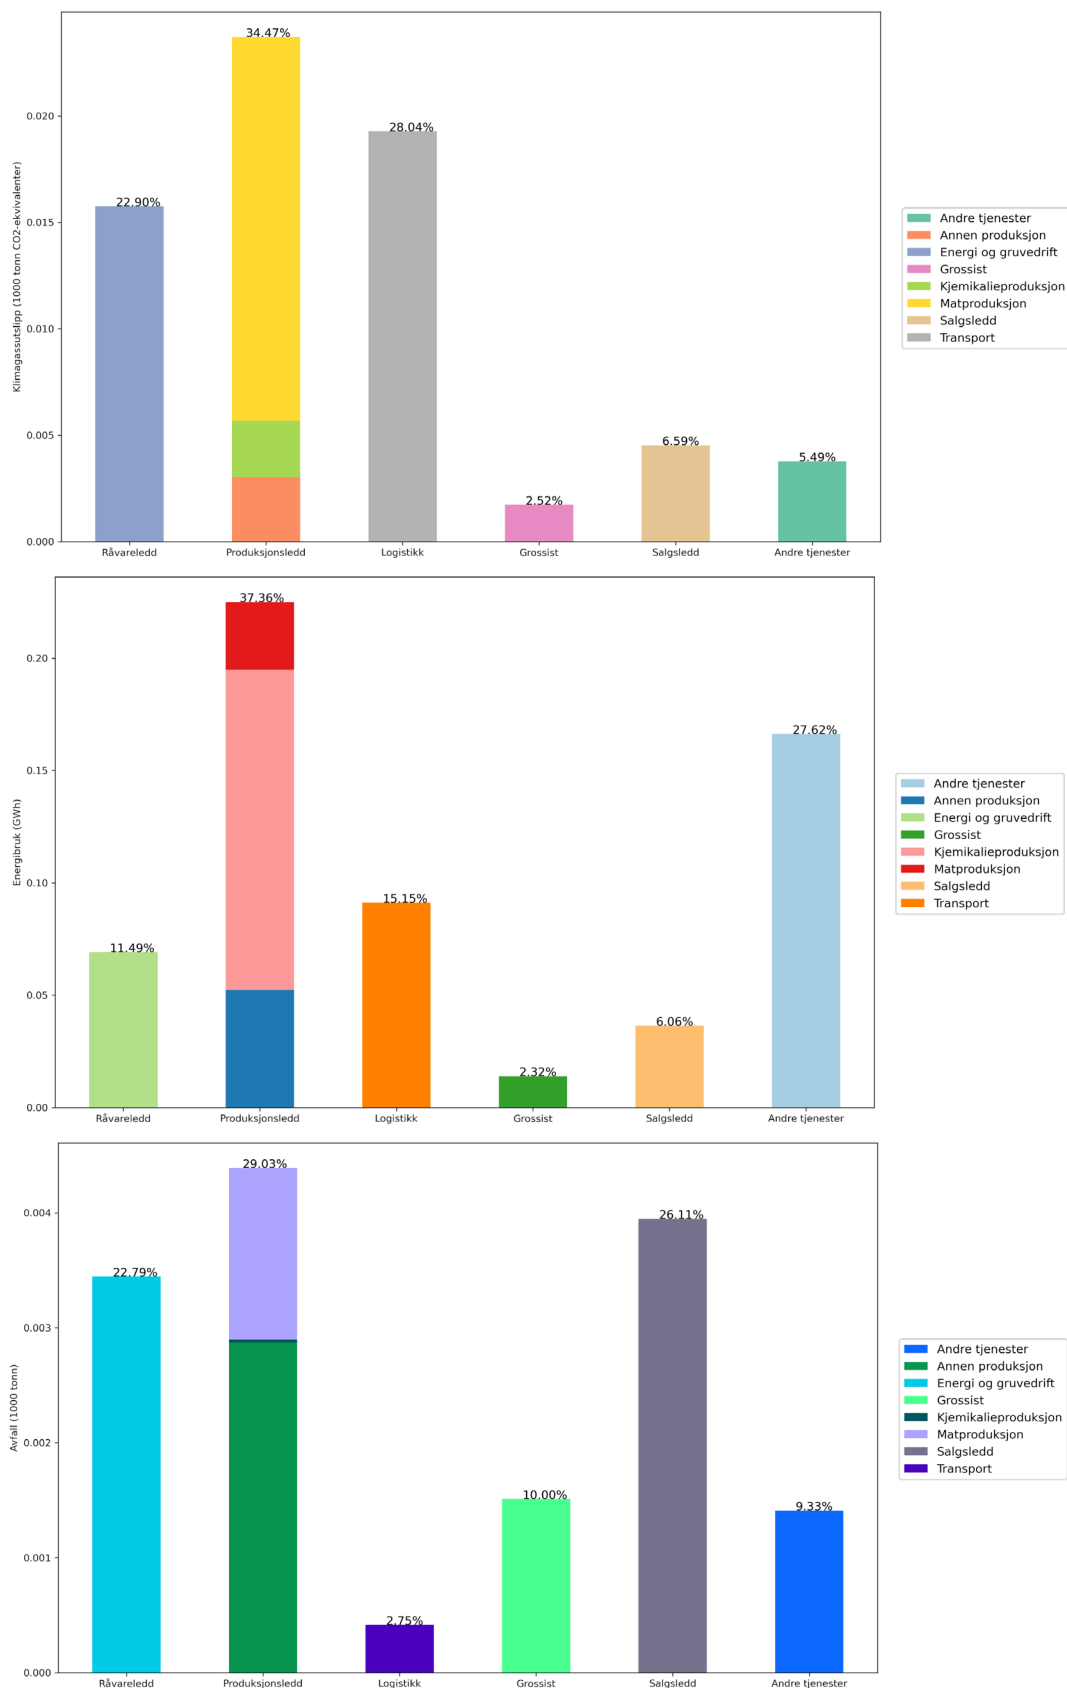 34.47%
28.04%
22.90%
6.59%
5.49%
2.52%
0.020
0.015
0.010
0.005
0.000
Klimagassutslipp (1000 tonn CO2-ekvivalenter)
Råvareledd
Produksjonsledd
Logistikk
Grossist
Salgsledd
Andre tjenester
Andre tjenester
Annen produksjon
Energi og gruvedrift
Grossist
Kjemikalieproduksjon
Matproduksjon
Salgsledd
Transport
37.36%
27.62%
15.15%
11.49%
6.06%
2.32%
0.20
0.15
0.10
0.05
0.00
Energibruk (GWh)
Råvareledd
Produksjonsledd
Logistikk
Grossist
Salgsledd
Andre tjenester
Andre tjenester
Annen produksjon
Energi og gruvedrift
Grossist
Kjemikalieproduksjon
Matproduksjon
Salgsledd
Transport
29.03%
26.11%
22.79%
10.00%
9.33%
2.75%
0.004
0.003
0.002
0.001
0.000
Avfall (1000 tonn)
Råvareledd
Produksjonsledd
Logistikk
Grossist
Salgsledd
Andre tjenester
Andre tjenester
Annen produksjon
Energi og gruvedrift
Grossist
Kjemikalieproduksjon
Matproduksjon
Salgsledd
Transport